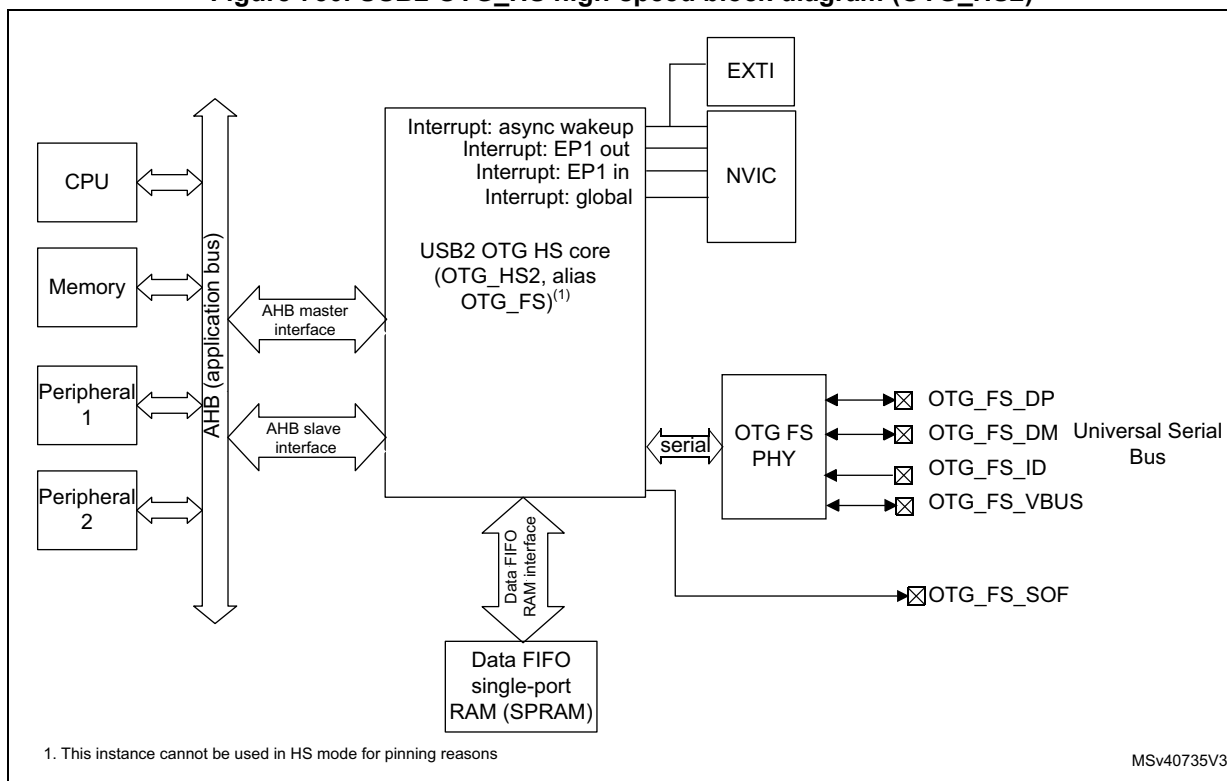 EXTI
Interrupt: async wakeup
Interrupt: EP1 out
Interrupt: EP1 in
Interrupt: global
NVIC
CPU
Memory
Peripheral
1
Peripheral
2
AHB (application bus)
AHB master
interface
AHB slave
interface
USB2 OTG HS core
(OTG_HS2, alias
OTG_FS)(1)
serial
OTG FS
PHY
OTG_FS_DP
OTG_FS_DM
OTG_FS_ID
OTG_FS_VBUS
Universal Serial
Bus
OTG_FS_SOF
Data FIFO
RAM interface
Data FIFO
single-port
RAM (SPRAM)
1. This instance cannot be used in HS mode for pinning reasons
MSv40735V3